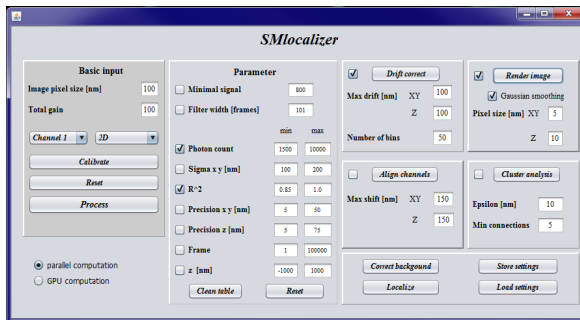 SMlocalizer
Basic input
Image pixel size [nm] 100
Total gain 100
Channel 1 2D
Calibrate
Reset
Process
parallel computation
GPU computation
Parameter
Minimal signal 800
Filter width [frames] 101
min max
Photon count 1500 10000
Sigma x y [nm] 100 200
R^2 0.85 1.0
Precision x y [nm] 5 50
Precision z [nm] 5 75
Frame 1 100000
z [nm] -1000 1000
Clean table Reset
Drift correct
Max drift [nm] XY 100
Z 100
Number of bins 50
Render image
Gaussian smoothing
Pixel size [nm] XY 5
Z 10
Align channels
Max shift [nm] XY 150
Z 150
Cluster analysis
Epsilon [nm] 10
Min connections 5
Correct backgound Store settings
Localize Load settings